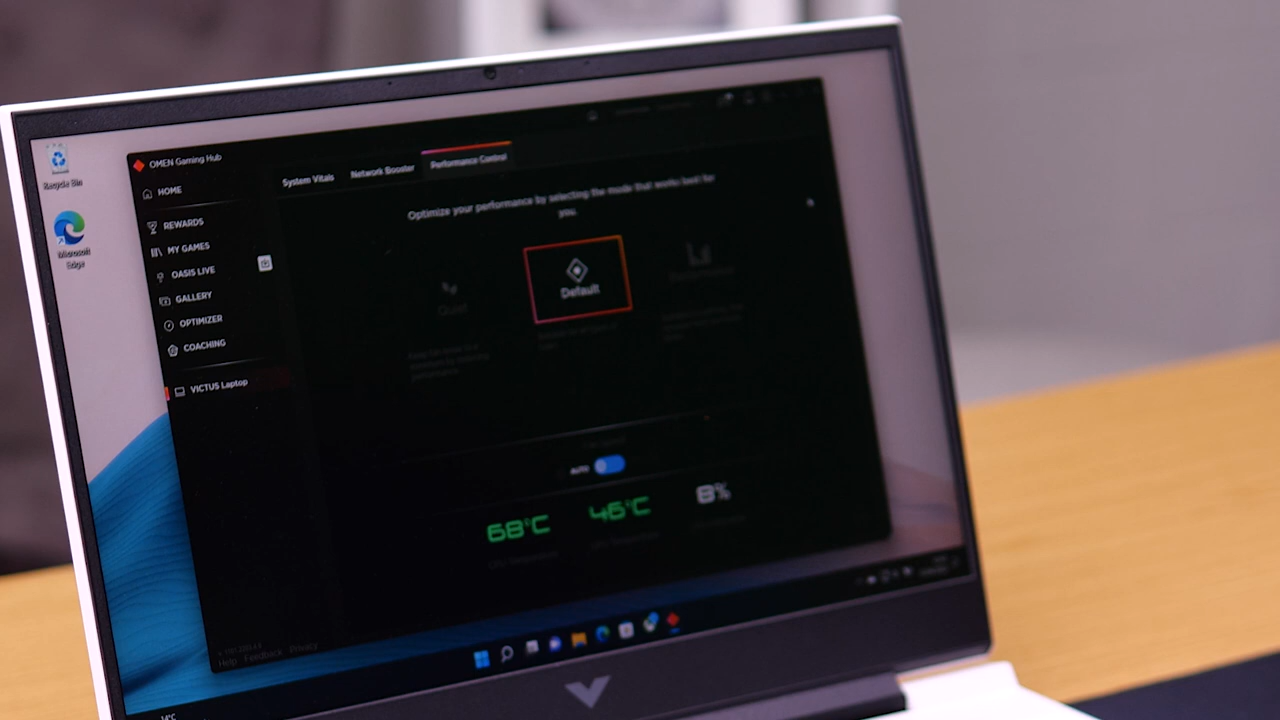 Recycle Bin
Microsoft
Edge
OMEN Gaming Hub
HOME
REWARDS
MY GAMES
OASIS LIVE
GALLERY
OPTIMIZER
COACHING
VICTUS Laptop
System Vitals
Network Booster
Performance Control
Optimize your performance by selecting the mode that works best for
you.
Quiet
Default
AUTO
68°C
46°C
8%
Help Feedback Privacy
14°C